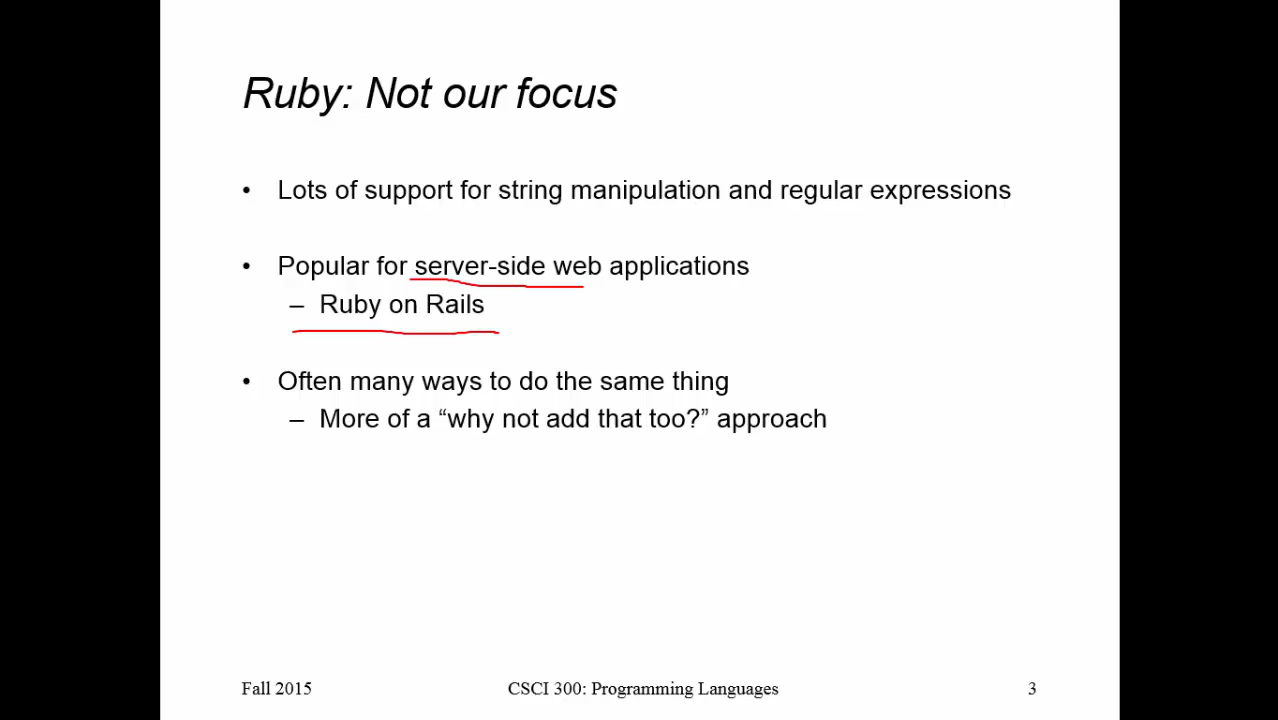 Ruby: Not our focus
• Lots of support for string manipulation and regular expressions
• Popular for server-side web applications
– Ruby on Rails
• Often many ways to do the same thing
– More of a “why not add that too?” approach
Fall 2015 CSCI 300: Programming Languages 3